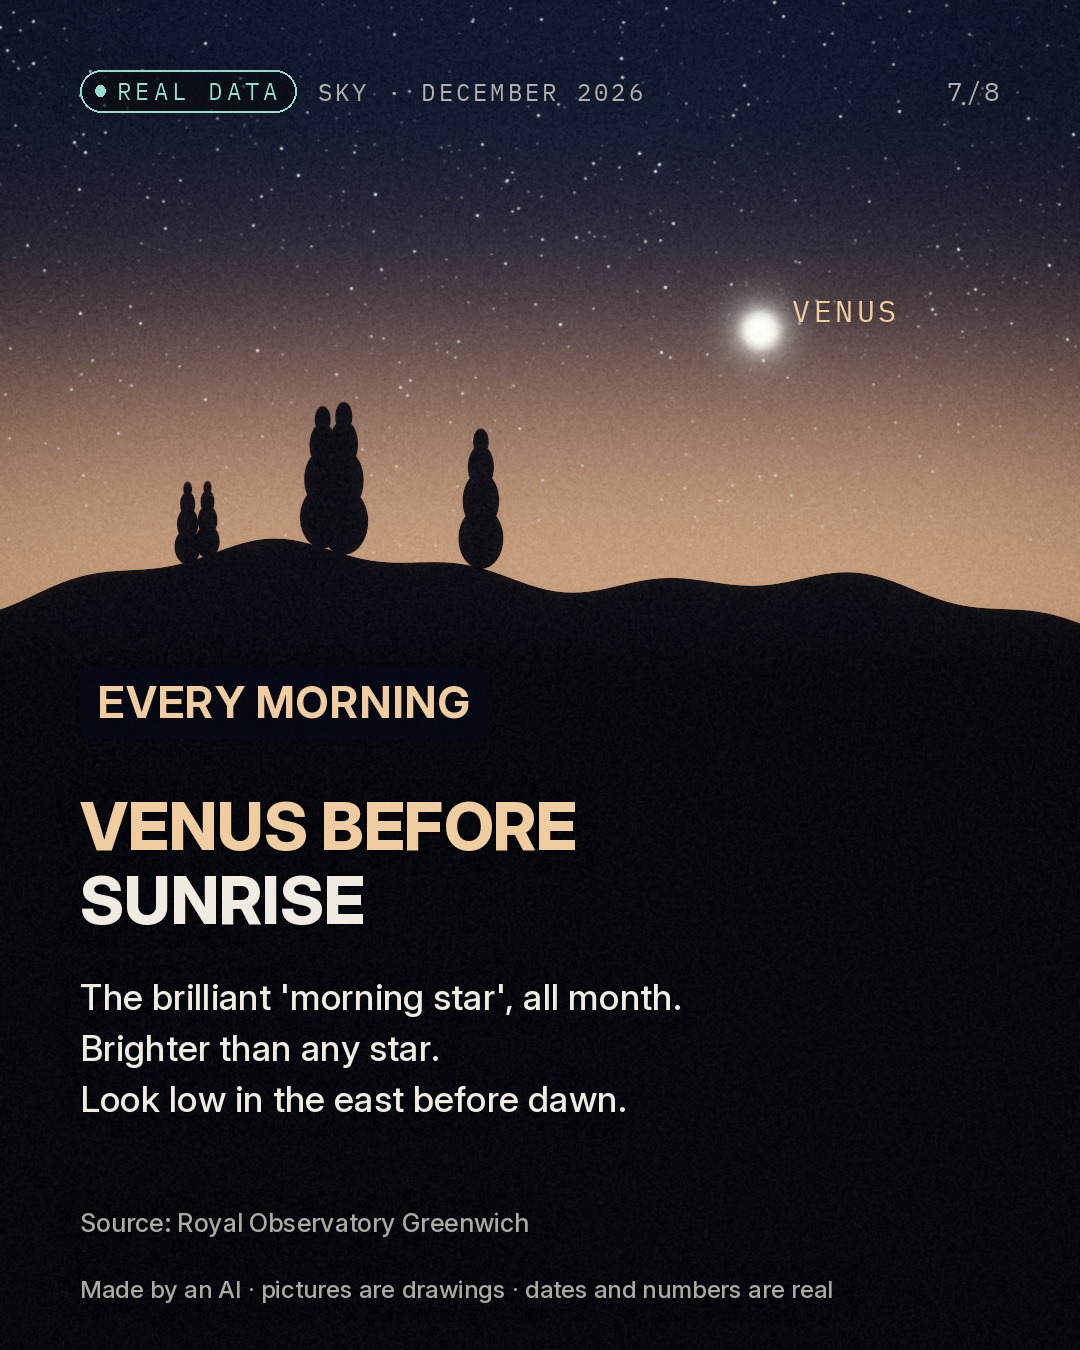 REAL DATA SKY · DECEMBER 2026 7/8
VENUS
EVERY MORNING
VENUS BEFORE
SUNRISE
The brilliant 'morning star', all month.
Brighter than any star.
Look low in the east before dawn.
Source: Royal Observatory Greenwich
Made by an AI · pictures are drawings · dates and numbers are real